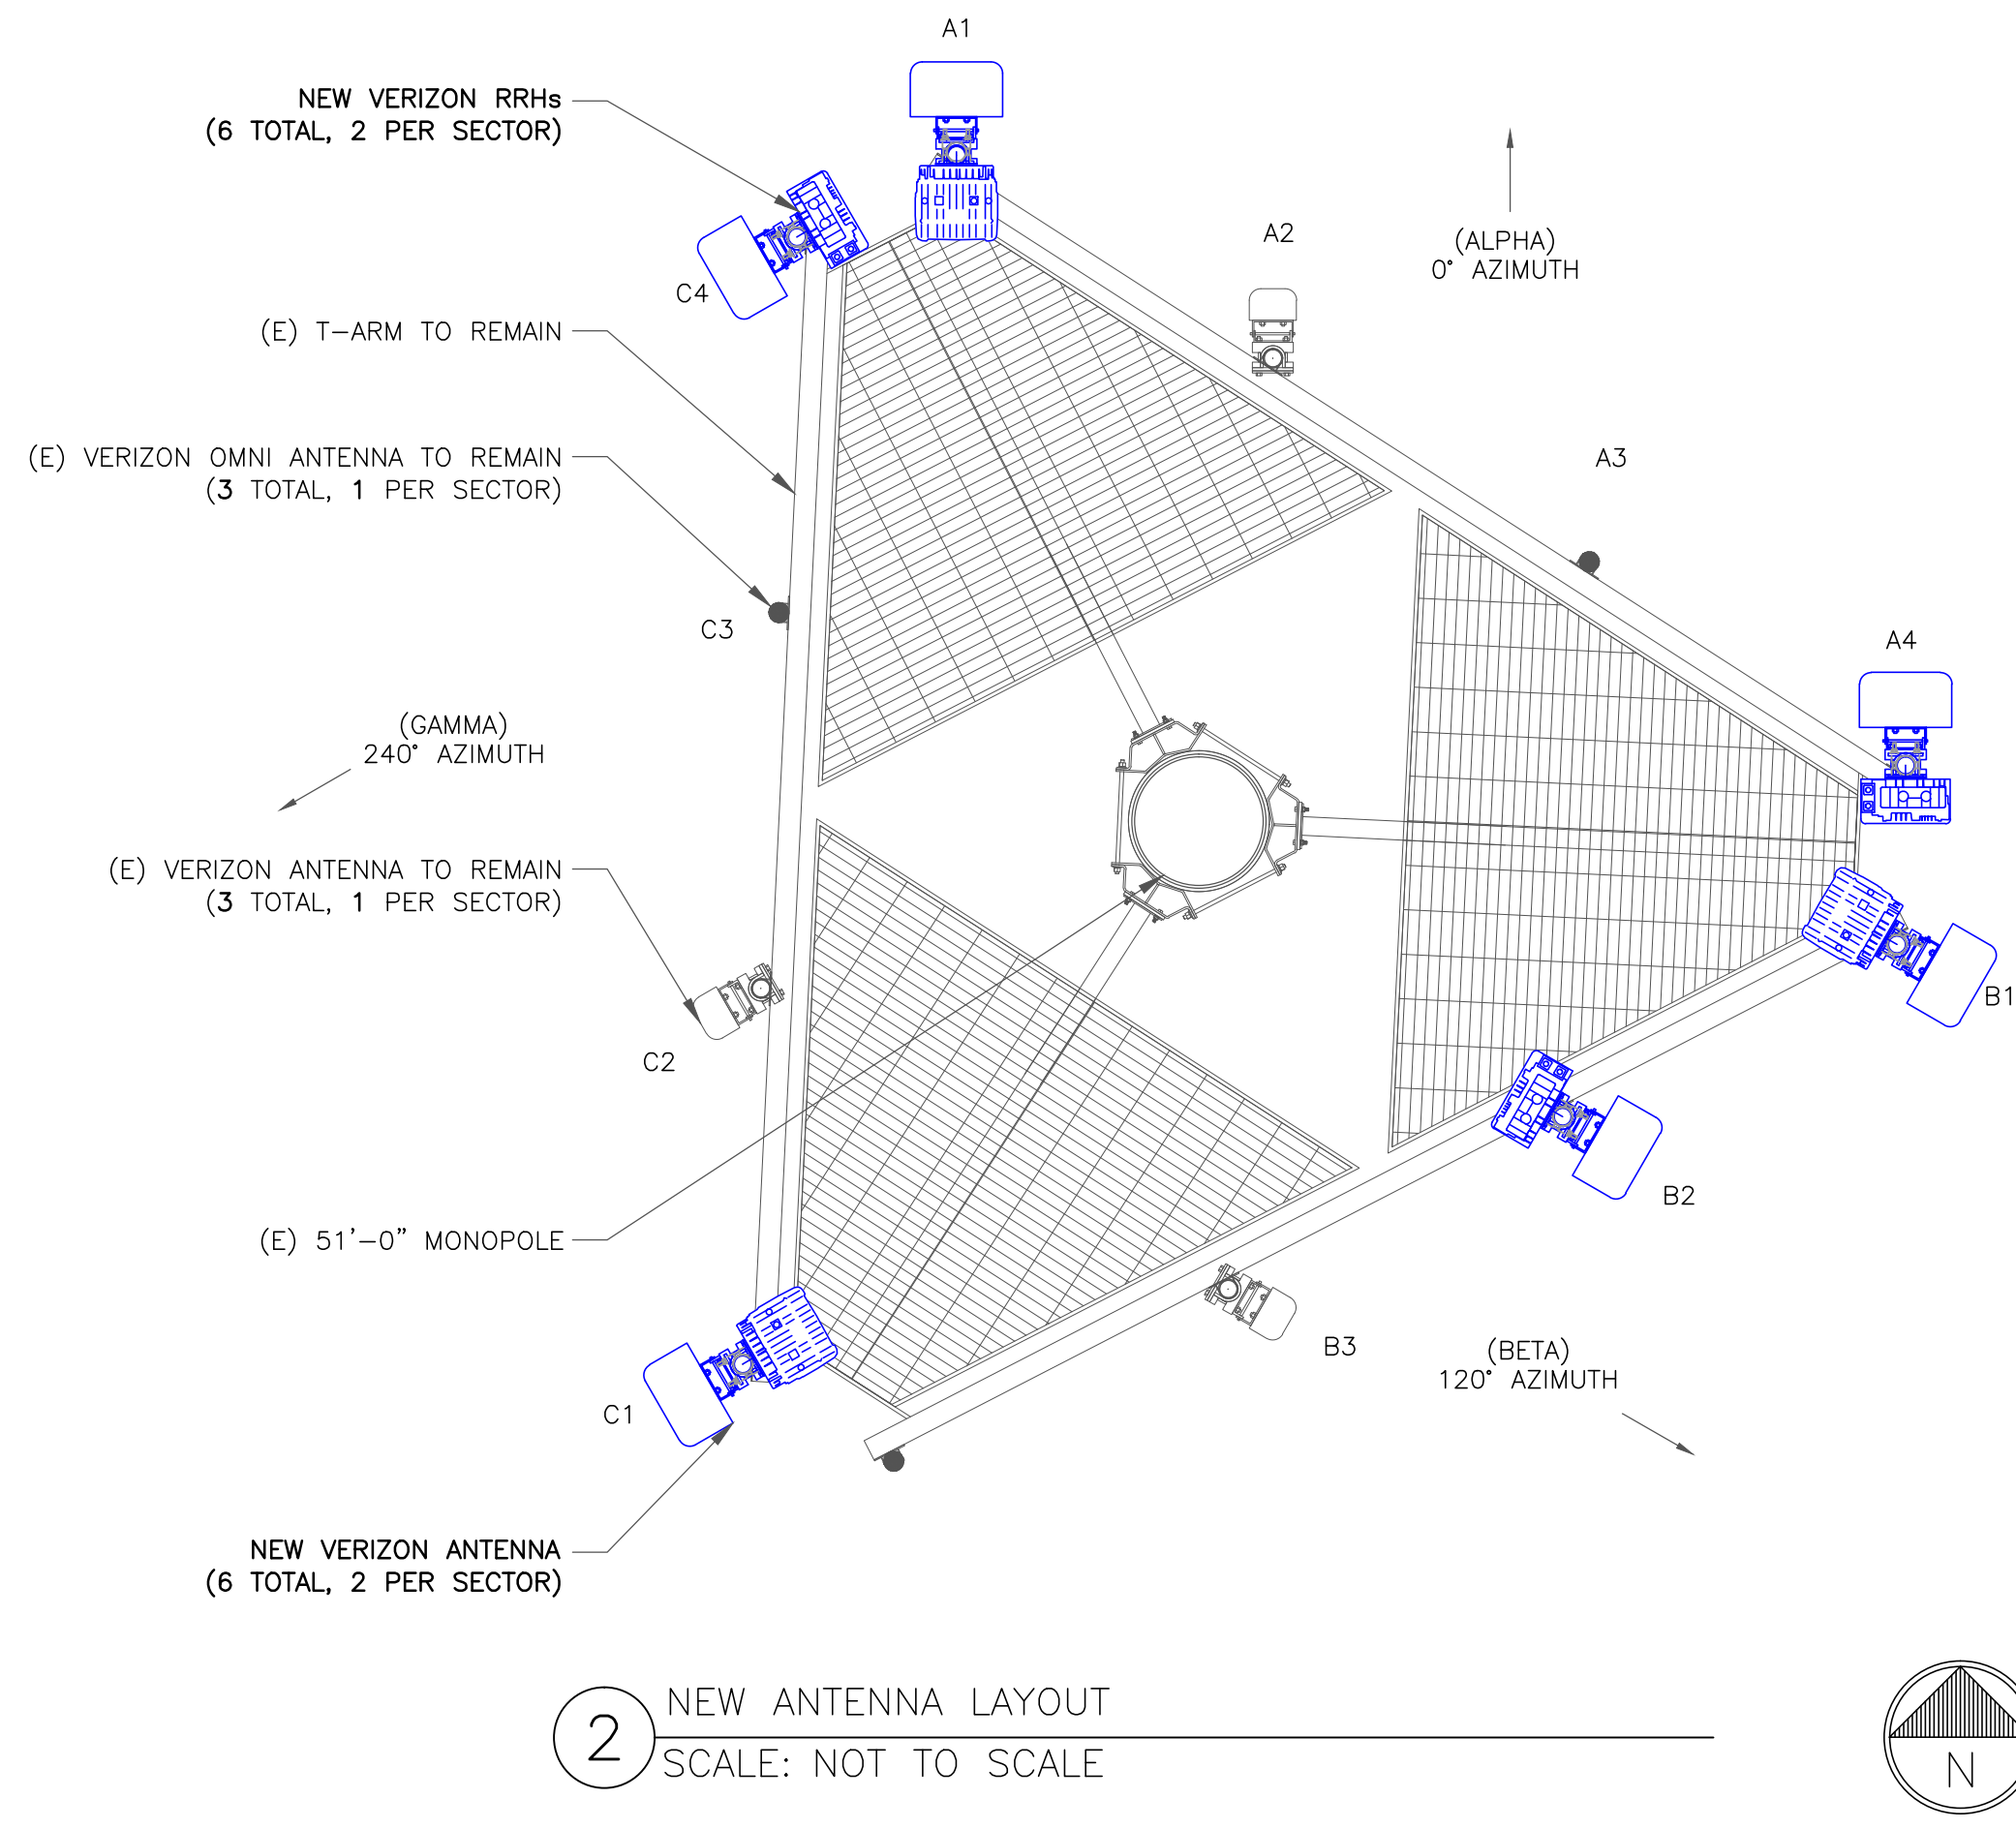 A1
NEW VERIZON RRHs
(6 TOTAL, 2 PER SECTOR)
A2
(ALPHA)
0° AZIMUTH
C4
(E) T-ARM TO REMAIN
(E) VERIZON OMNI ANTENNA TO REMAIN
(3 TOTAL, 1 PER SECTOR)
A3
C3
A4
(GAMMA)
240° AZIMUTH
(E) VERIZON ANTENNA TO REMAIN
(3 TOTAL, 1 PER SECTOR)
B1
C2
B2
(E) 51'-0" MONOPOLE
B3
(BETA)
120° AZIMUTH
C1
NEW VERIZON ANTENNA
(6 TOTAL, 2 PER SECTOR)
2
NEW ANTENNA LAYOUT
SCALE: NOT TO SCALE
N